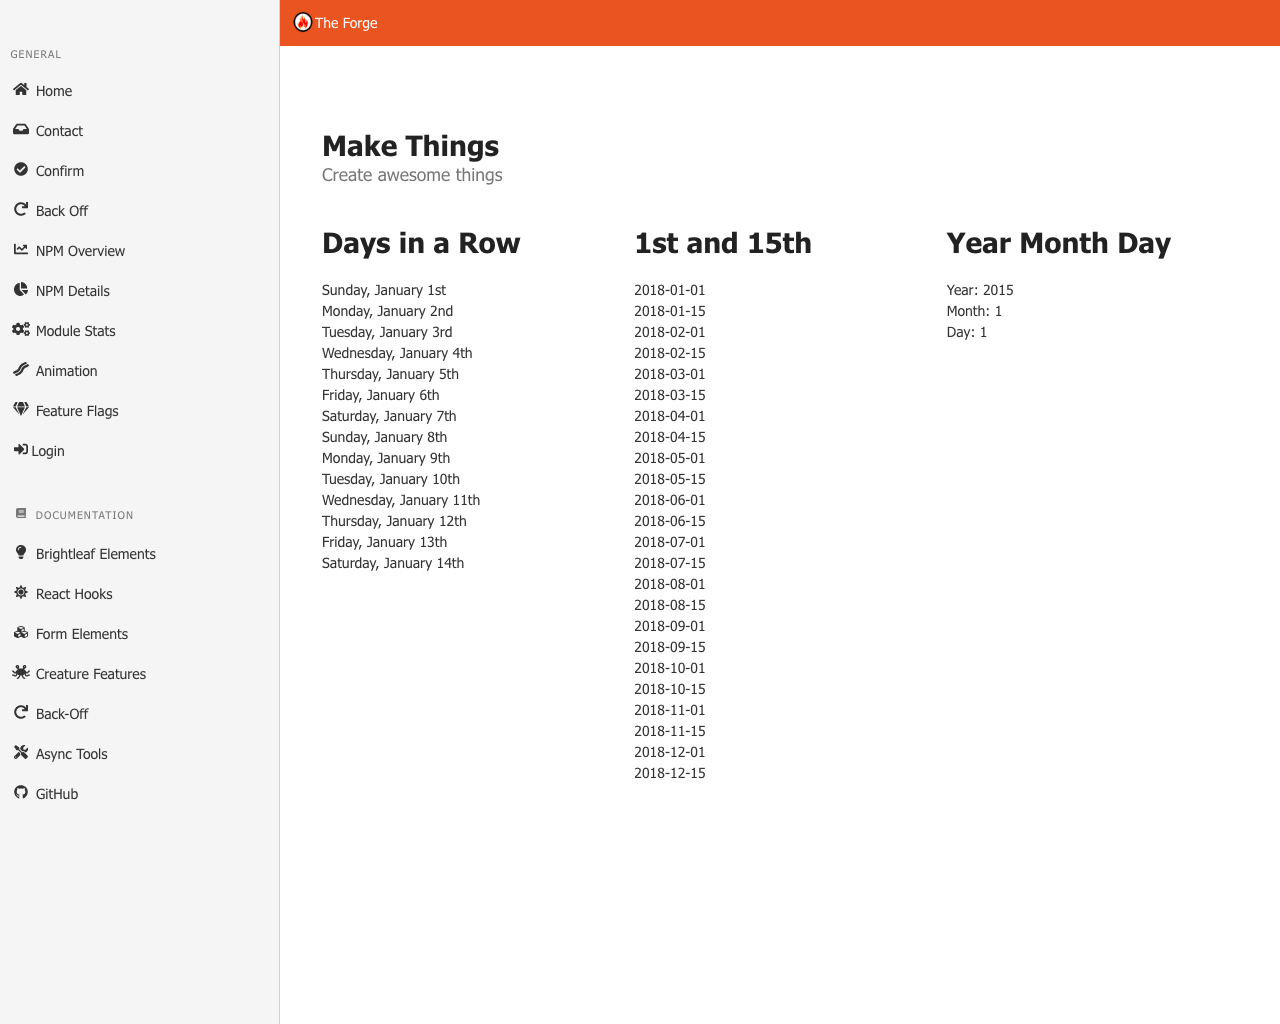 The Forge
GENERAL
Home
Contact
Confirm
Back Off
NPM Overview
NPM Details
Module Stats
Animation
Feature Flags
Login
DOCUMENTATION
Brightleaf Elements
React Hooks
Form Elements
Creature Features
Back-Off
Async Tools
GitHub
Make Things
Create awesome things
Days in a Row
Sunday, January 1st
Monday, January 2nd
Tuesday, January 3rd
Wednesday, January 4th
Thursday, January 5th
Friday, January 6th
Saturday, January 7th
Sunday, January 8th
Monday, January 9th
Tuesday, January 10th
Wednesday, January 11th
Thursday, January 12th
Friday, January 13th
Saturday, January 14th
1st and 15th
2018-01-01
2018-01-15
2018-02-01
2018-02-15
2018-03-01
2018-03-15
2018-04-01
2018-04-15
2018-05-01
2018-05-15
2018-06-01
2018-06-15
2018-07-01
2018-07-15
2018-08-01
2018-08-15
2018-09-01
2018-09-15
2018-10-01
2018-10-15
2018-11-01
2018-11-15
2018-12-01
2018-12-15
Year Month Day
Year: 2015
Month: 1
Day: 1